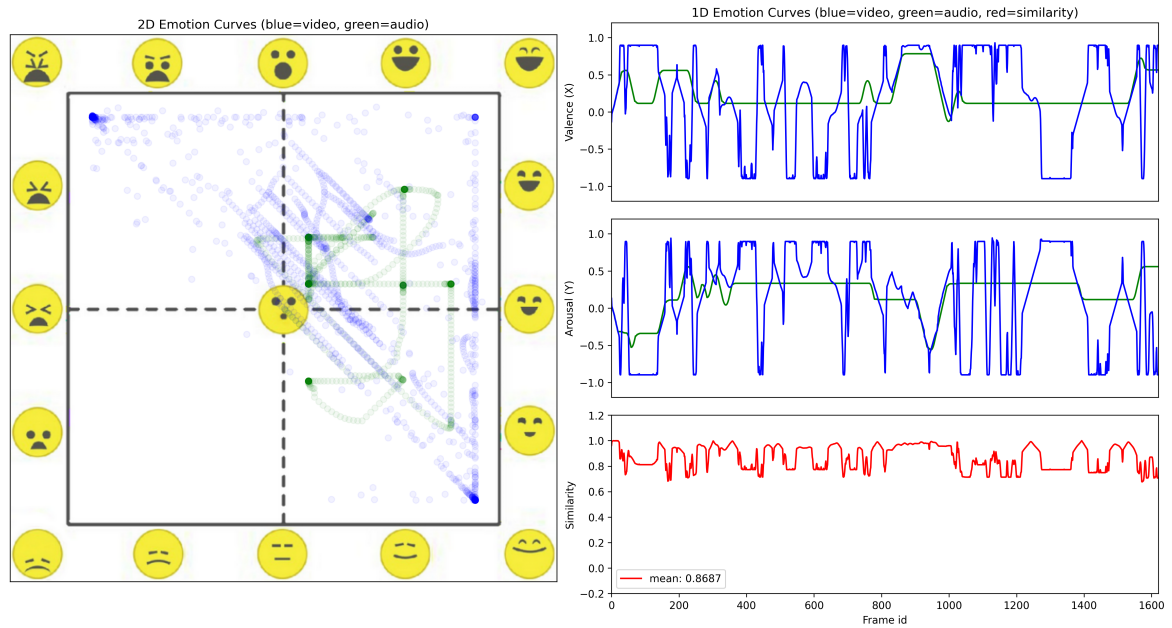 2D Emotion Curves (blue=video, green=audio)
1D Emotion Curves (blue=video, green=audio, red=similarity)
Valence (X)
1.0
0.5
0.0
−0.5
−1.0
Arousal (Y)
1.0
0.5
0.0
−0.5
−1.0
Similarity
1.2
1.0
0.8
0.6
0.4
0.2
0.0
−0.2
mean: 0.8687
0 200 400 600 800 1000 1200 1400 1600
Frame id